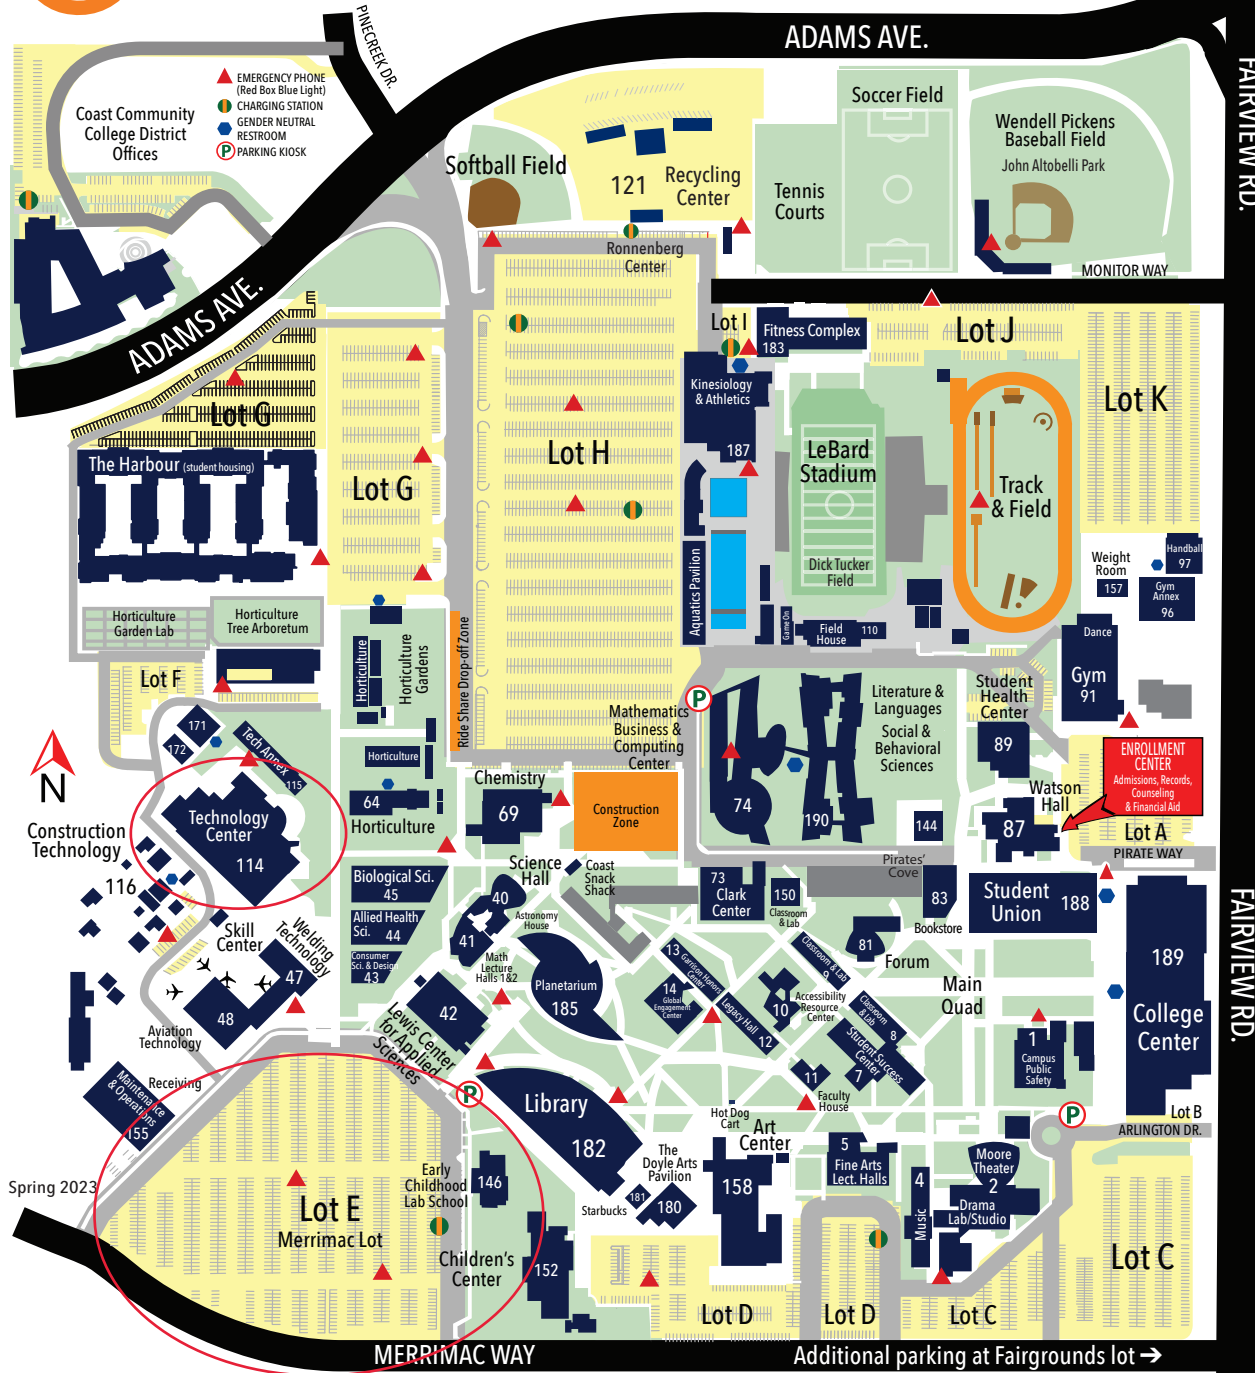 ADAMS AVE.
PINECREEK DR.
FAIRVIEW RD.
EMERGENCY PHONE
(Red Box Blue Light)
CHARGING STATION
GENDER NEUTRAL
RESTROOM
P PARKING KIOSK
Coast Community
College District
Offices
Softball Field
121
Recycling
Center
Ronnenberg
Center
Tennis
Courts
Soccer Field
Wendell Pickens
Baseball Field
John Altobelli Park
MONITOR WAY
ADAMS AVE.
Lot I
Fitness Complex
183
Lot J
Lot K
Kinesiology
& Athletics
187
LeBard
Stadium
Dick Tucker
Field
Track
& Field
Lot G
The Harbour (student housing)
Lot G
Lot H
Aquatics Pavilion
Game On
Field
House
110
Weight
Room
157
Handball
97
Gym
Annex
96
Dance
Gym
91
Horticulture
Garden Lab
Horticulture
Tree Arboretum
Horticulture
Horticulture
Gardens
Ride Share Drop-off Zone
Lot F
171
172
Tech Annex
115
Horticulture
64
Horticulture
Mathematics
Business &
Computing
Center
P
74
190
Literature &
Languages
Social &
Behavioral
Sciences
Student
Health
Center
89
ENROLLMENT
CENTER
Admissions, Records,
Counseling
& Financial Aid
Watson
Hall
87
Lot A
PIRATE WAY
N
Construction
Technology
116
Technology
Center
114
Chemistry
69
Construction
Zone
144
Pirates'
Cove
Science
Hall
Coast
Snack
Shack
Biological Sci.
45
40
Astronomy
House
Allied Health
Sci.
44
41
Math
Lecture
Halls 1&2
Consumer
Sci. & Design
43
73
Clark
Center
150
Classroom
& Lab
83
Bookstore
Student
Union
188
FAIRVIEW RD.
189
College
Center
Skill
Center
Welding
Technology
47
48
Aviation
Technology
42
Lewis Center
for Applied
Sciences
Planetarium
185
13
Garrison Honors
Center
14
Global
Engagement
Center
Legacy Hall
12
10
Accessibility
Resource
Center
Classroom & Lab
9
81
Forum
Main
Quad
Classroom
& Lab
8
Student Success
Center
7
11
Faculty
House
1
Campus
Public
Safety
Receiving
Maintenance
& Operations
155
P
Library
182
Hot Dog
Cart
Art
Center
158
The
Doyle Arts
Pavilion
181
180
Starbucks
5
Fine Arts
Lect. Halls
4
Music
Moore
Theater
2
Drama
Lab/Studio
P
Lot B
ARLINGTON DR.
Spring 2023
Lot E
Merrimac Lot
Early
Childhood
Lab School
146
Children's
Center
152
Lot D
Lot D
Lot C
Lot C
MERRIMAC WAY
Additional parking at Fairgrounds lot →